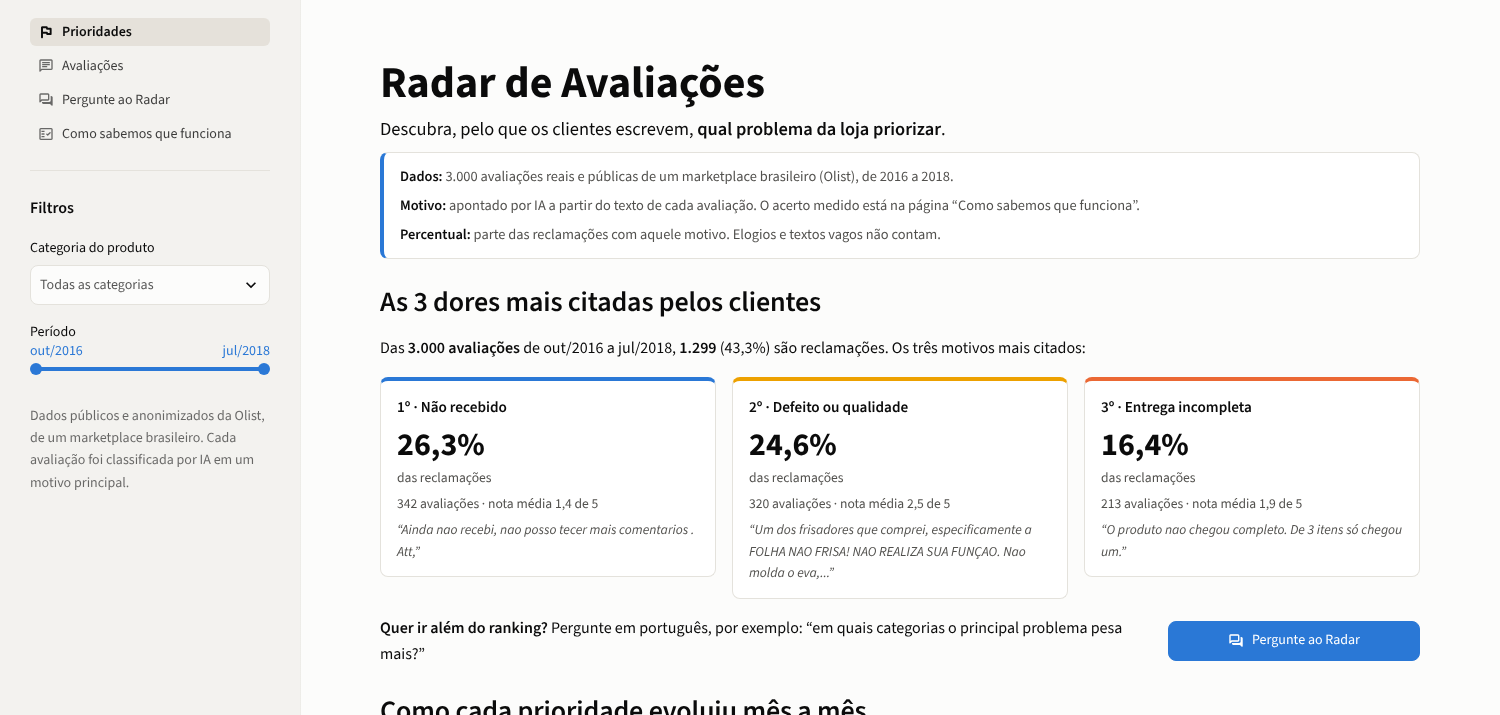 Prioridades
Avaliações
Pergunte ao Radar
Como sabemos que funciona
Filtros
Categoria do produto
Todas as categorias
Período
out/2016 jul/2018
Dados públicos e anonimizados da Olist,
de um marketplace brasileiro. Cada
avaliação foi classificada por IA em um
motivo principal.
Radar de Avaliações
Descubra, pelo que os clientes escrevem, qual problema da loja priorizar.
Dados: 3.000 avaliações reais e públicas de um marketplace brasileiro (Olist), de 2016 a 2018.
Motivo: apontado por IA a partir do texto de cada avaliação. O acerto medido está na página “Como sabemos que funciona”.
Percentual: parte das reclamações com aquele motivo. Elogios e textos vagos não contam.
As 3 dores mais citadas pelos clientes
Das 3.000 avaliações de out/2016 a jul/2018, 1.299 (43,3%) são reclamações. Os três motivos mais citados:
1º · Não recebido
26,3%
das reclamações
342 avaliações · nota média 1,4 de 5
“Ainda nao recebi, nao posso tecer mais comentarios .
Att,”
2º · Defeito ou qualidade
24,6%
das reclamações
320 avaliações · nota média 2,5 de 5
“Um dos frisadores que comprei, especificamente a
FOLHA NAO FRISA! NAO REALIZA SUA FUNÇAO. Nao
molda o eva,...”
3º · Entrega incompleta
16,4%
das reclamações
213 avaliações · nota média 1,9 de 5
“O produto nao chegou completo. De 3 itens só chegou
um.”
Quer ir além do ranking? Pergunte em português, por exemplo: “em quais categorias o principal problema pesa
mais?”
Pergunte ao Radar
Como cada prioridade evoluiu mês a mês